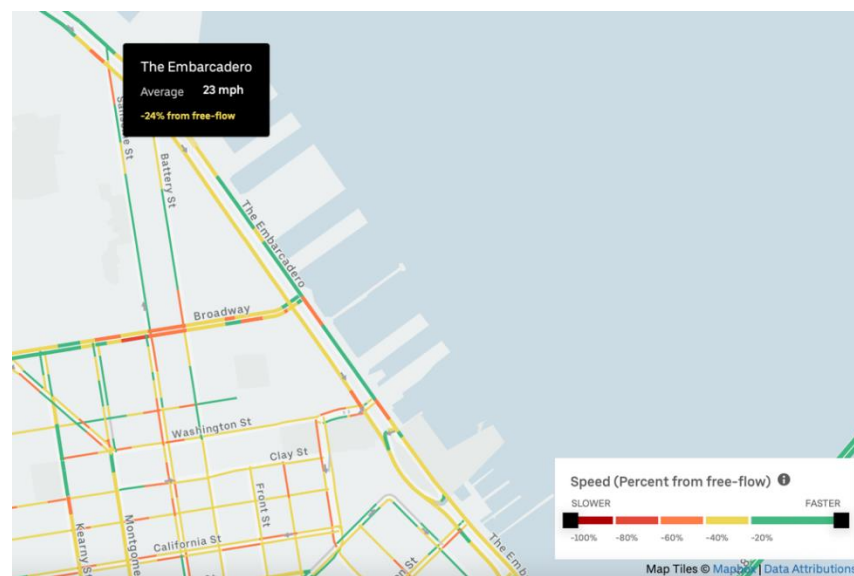 The Embarcadero
Average 23 mph
-24% from free-flow
Battery St
The Embarcadero
Broadway
Washington St
Clay St
Front St
California St
Kearny
Montgome
The Emb
Speed (Percent from free-flow)
SLOWER FASTER
-100% -80% -60% -40% -20%
Map Tiles © Mapbox | Data Attributions